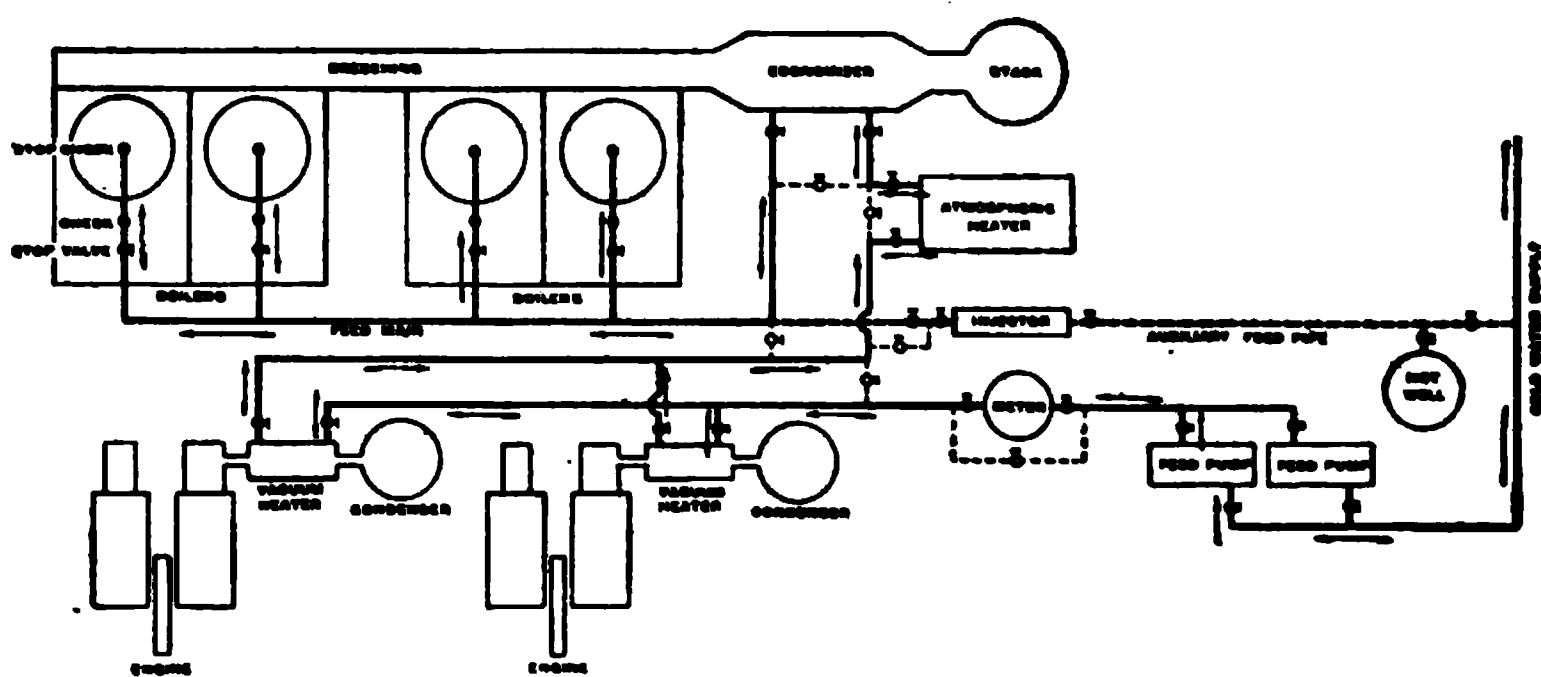 BREECHING
ECONOMIZER
STACK
STOP CHECK
CHECK
STOP VALVE
ATMOSPHERIC
HEATER
BOILERS
BOILERS
FEED MAIN
INJECTOR
AUXILIARY FEED PIPE
HOT
WELL
COLD WATER SUPPLY
METER
FEED PUMP
FEED PUMP
VACUUM
HEATER
CONDENSER
VACUUM
HEATER
CONDENSER
ENGINE
ENGINE